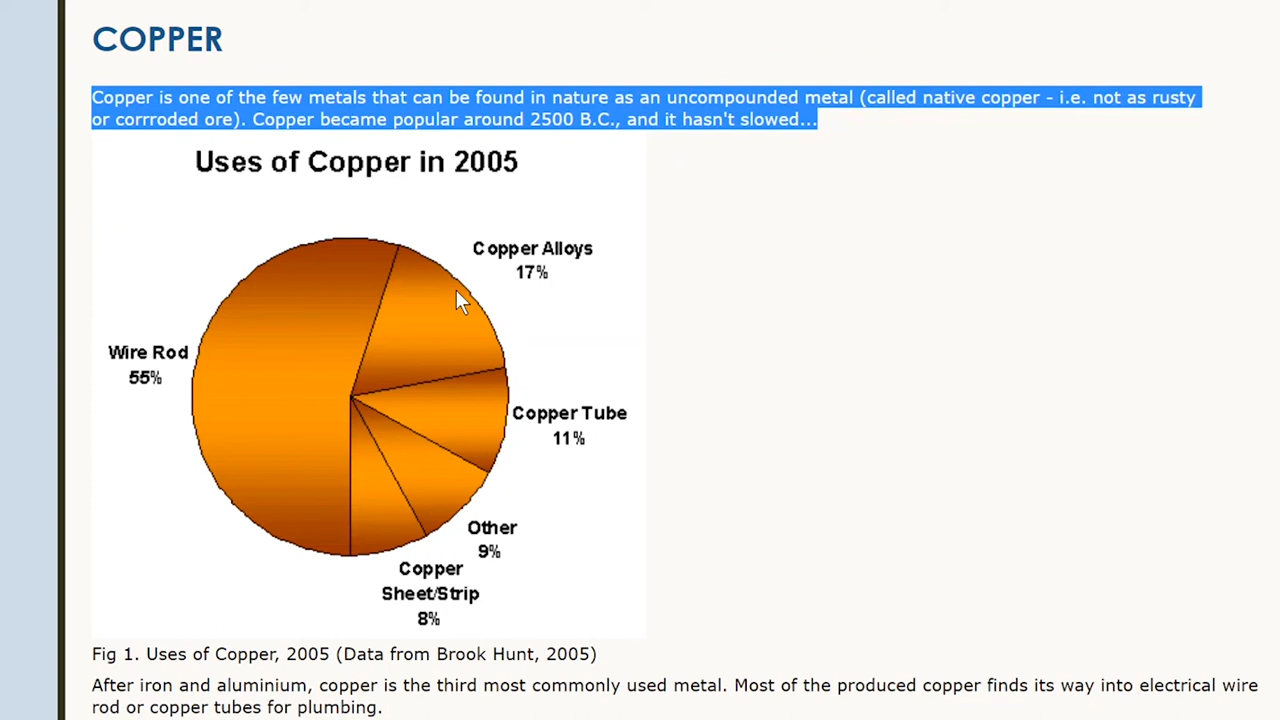 COPPER
Copper is one of the few metals that can be found in nature as an uncompounded metal (called native copper - i.e. not as rusty
or corrroded ore). Copper became popular around 2500 B.C., and it hasn't slowed...
Uses of Copper in 2005
Copper Alloys
17%
Wire Rod
55%
Copper Tube
11%
Other
9%
Copper
Sheet/Strip
8%
Fig 1. Uses of Copper, 2005 (Data from Brook Hunt, 2005)
After iron and aluminium, copper is the third most commonly used metal. Most of the produced copper finds its way into electrical wire
rod or copper tubes for plumbing.